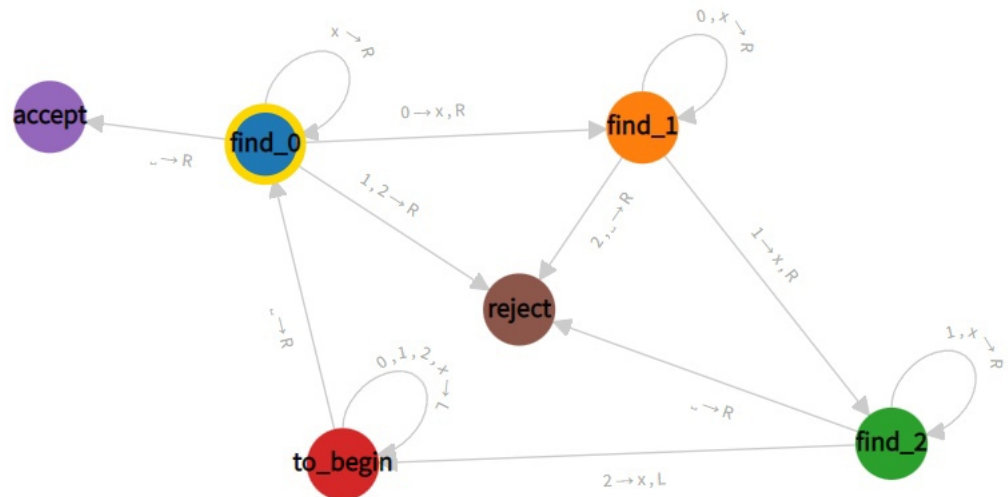 x→R
0,x→R
accept
find_0
0→x,R
find_1
␣→R
1,2→R
2,␣→R
1→x,R
reject
␣→R
0,1,2,x→L
1,x→R
␣→R
to_begin
2→x,L
find_2